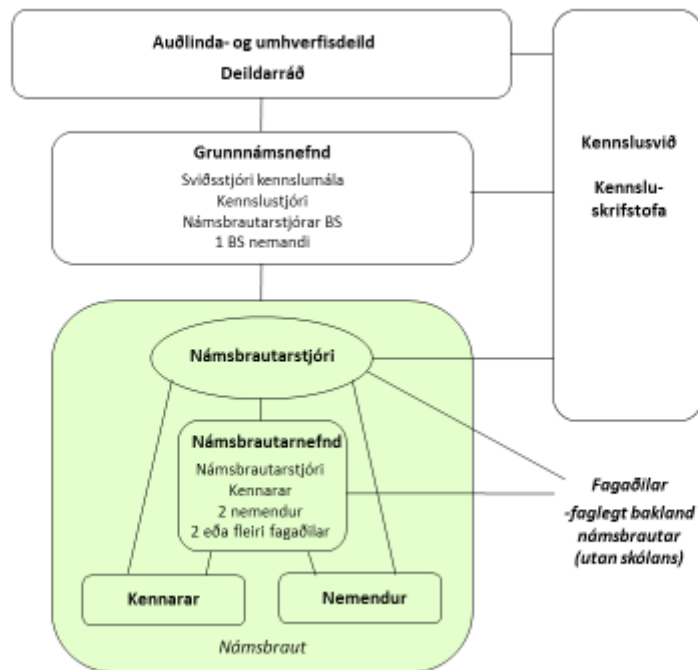 Auðlinda- og umhverfisdeild
Deildarráð
Kennslusvið
Kennslu-
skrifstofa
Grunnnámsnefnd
Sviðsstjóri kennslumála
Kennslustjóri
Námsbrautarstjórar BS
1 BS nemandi
Námsbrautarstjóri
Námsbrautarnefnd
Námsbrautarstjóri
Kennarar
2 nemendur
2 eða fleiri fagaðilar
Fagaðilar
-faglegt bakland
námsbrautar
(utan skólans)
Kennarar
Nemendur
Námsbraut